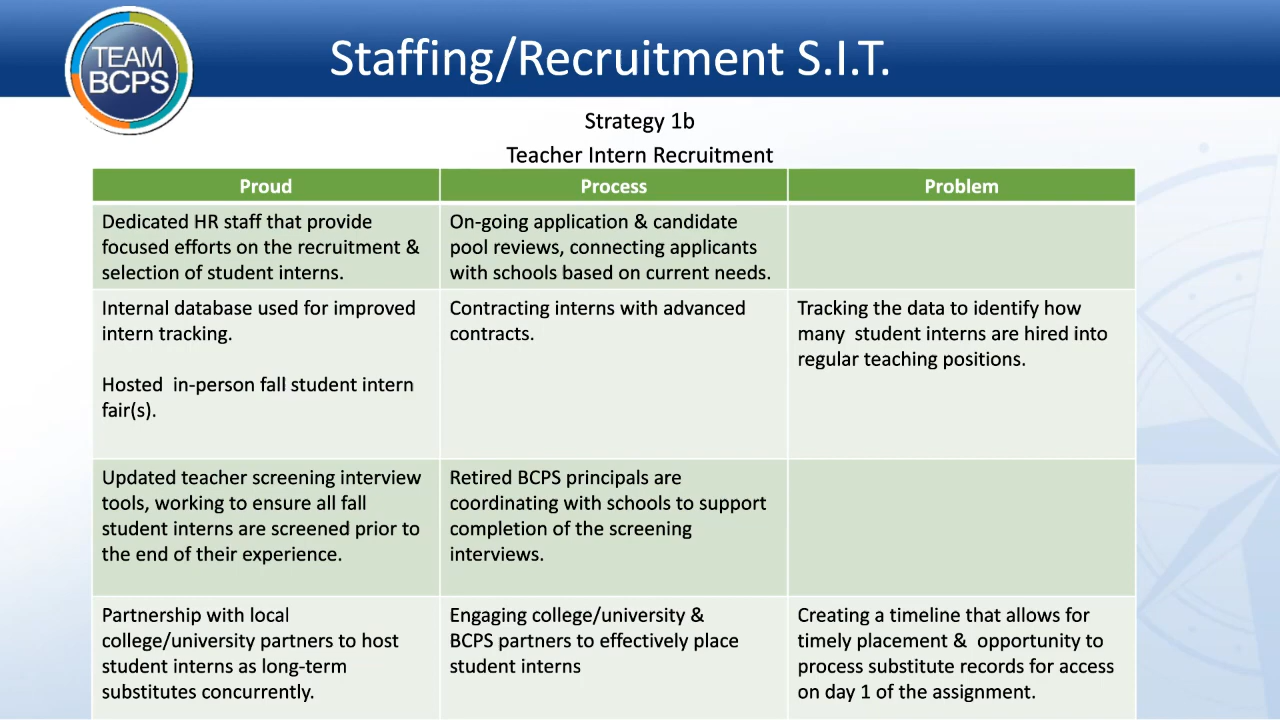 TEAM
BCPS
Staffing/Recruitment S.I.T.
Strategy 1b
Teacher Intern Recruitment
Proud
Process
Problem
Dedicated HR staff that provide
focused efforts on the recruitment &
selection of student interns.
On-going application & candidate
pool reviews, connecting applicants
with schools based on current needs.
Internal database used for improved
intern tracking.
Hosted  in-person fall student intern
fair(s).
Contracting interns with advanced
contracts.
Tracking the data to identify how
many  student interns are hired into
regular teaching positions.
Updated teacher screening interview
tools, working to ensure all fall
student interns are screened prior to
the end of their experience.
Retired BCPS principals are
coordinating with schools to support
completion of the screening
interviews.
Partnership with local
college/university partners to host
student interns as long-term
substitutes concurrently.
Engaging college/university &
BCPS partners to effectively place
student interns
Creating a timeline that allows for
timely placement &  opportunity to
process substitute records for access
on day 1 of the assignment.